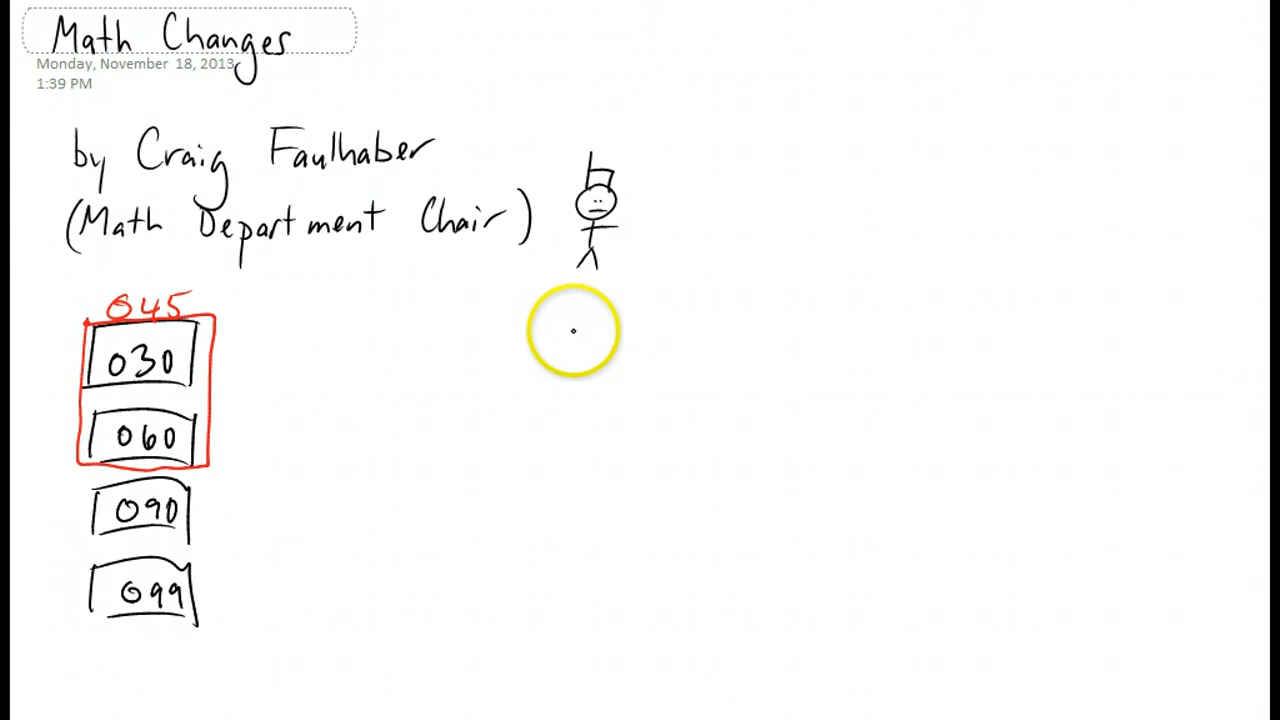 Math Changes
Monday, November 18, 2013
1:39 PM
by Craig Faulhaber
(Math Department Chair)
045
030
060
090
099